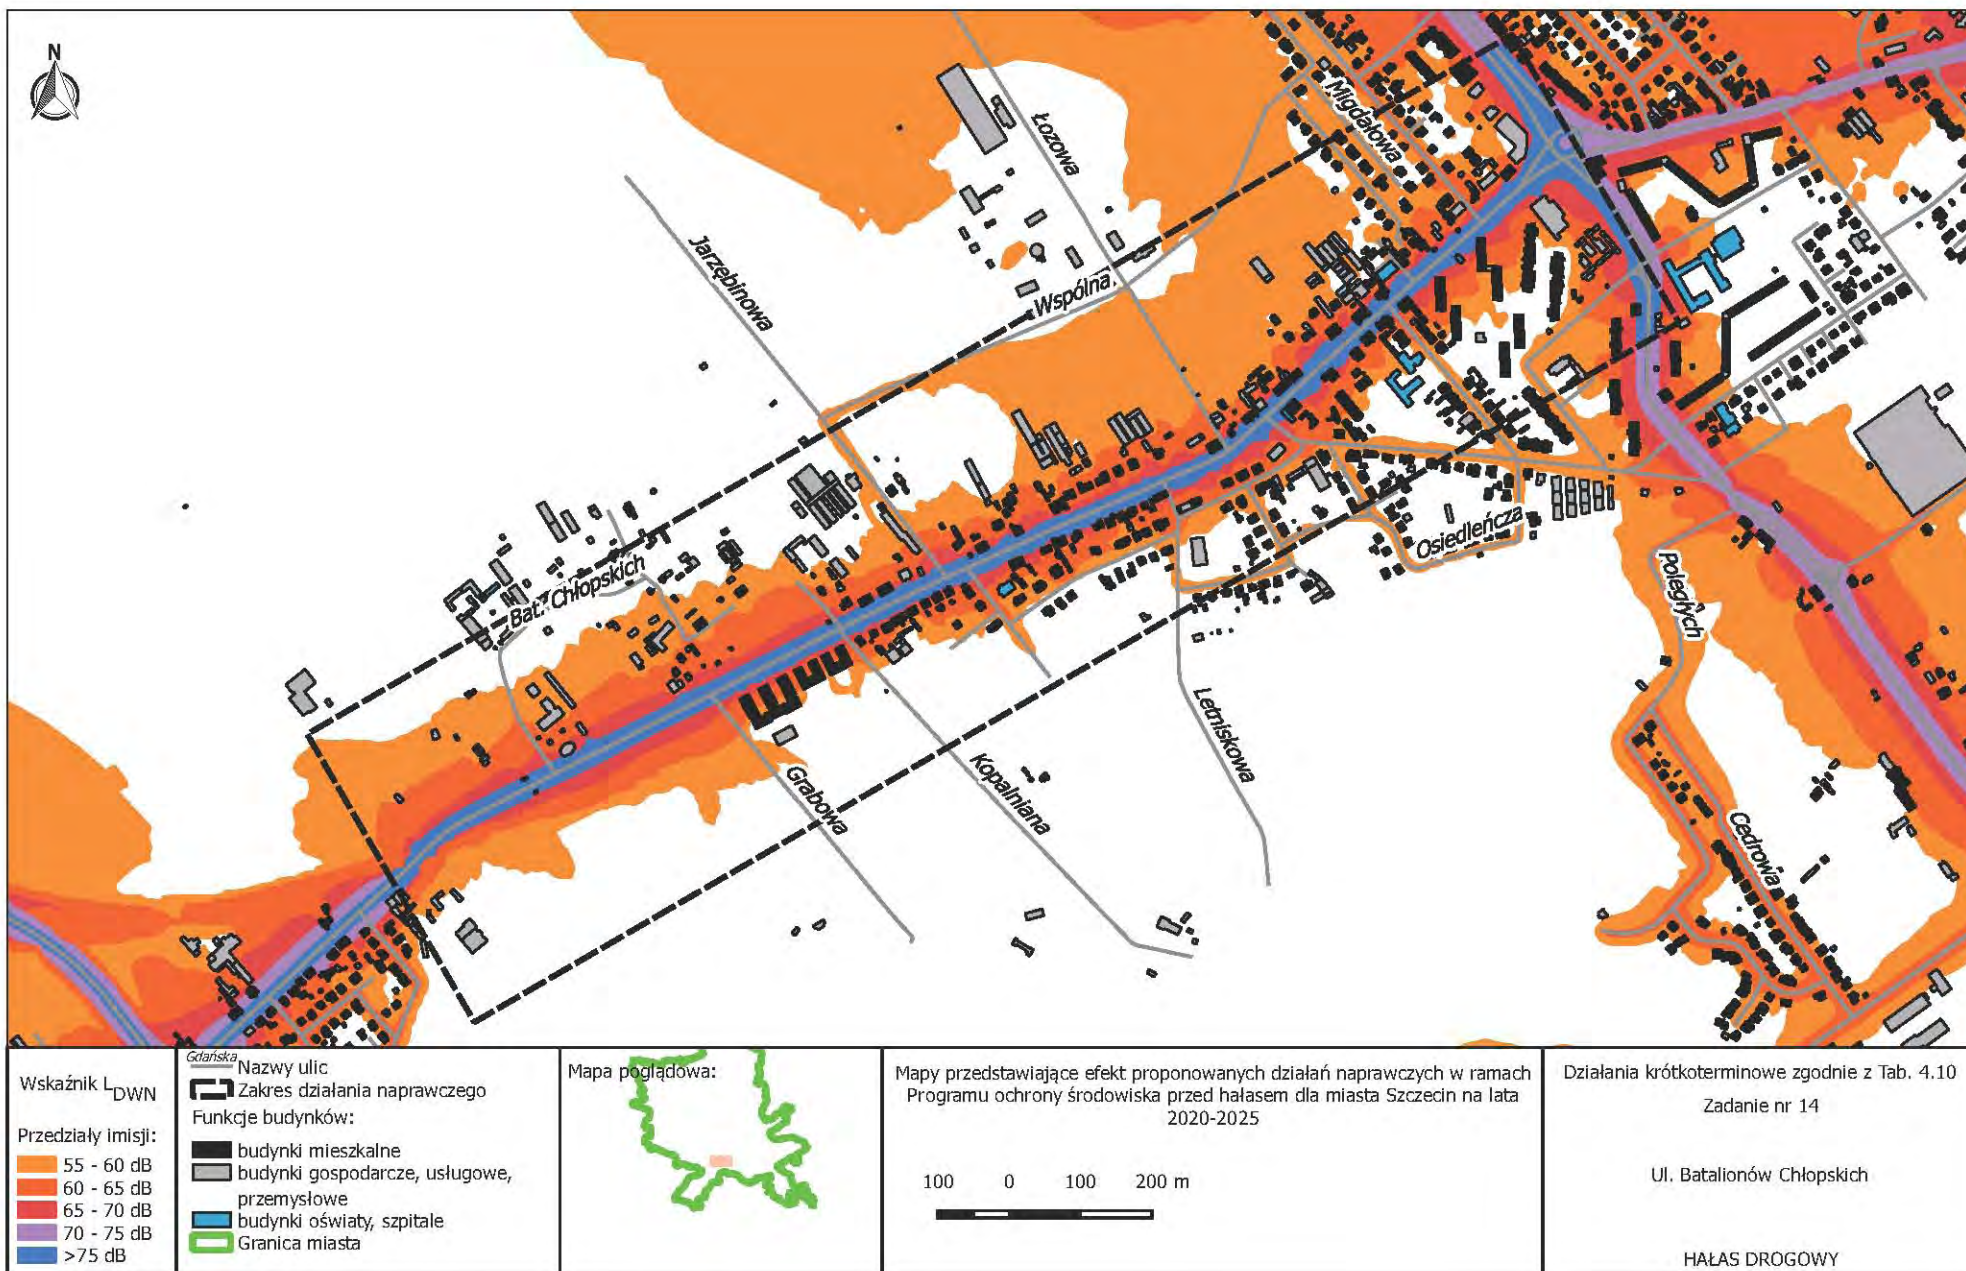 N
Migdałowa
Łozowa
Jarzębinowa
Wspólna
Bat. Chłopskich
Osiedleńcza
Poległych
Letniskowa
Kopalniana
Grabowa
Cedrowa
Wskaźnik LDWN
Przedziały imisji:
55 - 60 dB
60 - 65 dB
65 - 70 dB
70 - 75 dB
>75 dB
Gdańska
Nazwy ulic
Zakres działania naprawczego
Funkcje budynków:
budynki mieszkalne
budynki gospodarcze, usługowe,
przemysłowe
budynki oświaty, szpitale
Granica miasta
Mapa poglądowa:
Mapy przedstawiające efekt proponowanych działań naprawczych w ramach
Programu ochrony środowiska przed hałasem dla miasta Szczecin na lata
2020-2025
100 0 100 200 m
Działania krótkoterminowe zgodnie z Tab. 4.10
Zadanie nr 14
Ul. Batalionów Chłopskich
HAŁAS DROGOWY